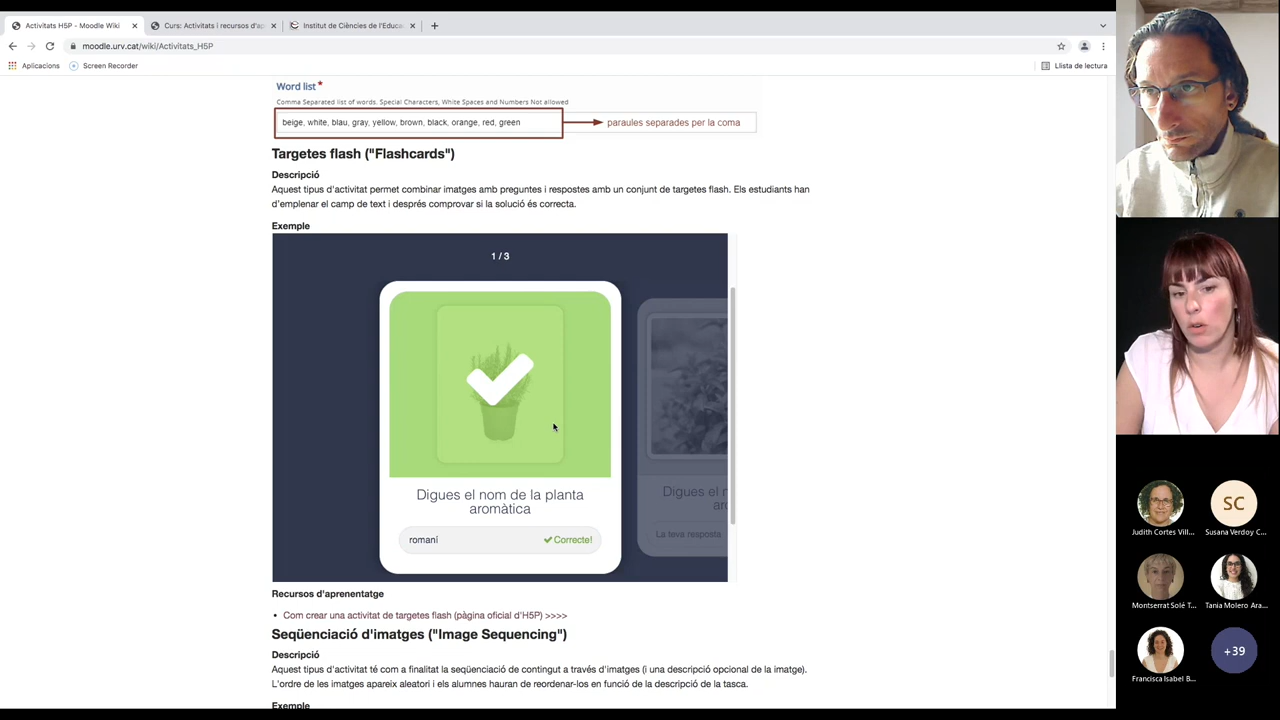 Activitats H5P - Moodle Wiki
Curs: Activitats i recursos d'ap
Institut de Ciències de l'Educa
moodle.urv.cat/wiki/Activitats_H5P
Aplicacions
Screen Recorder
Llista de lectura
Word list *
Comma Separated list of words. Special Characters, White Spaces and Numbers Not allowed
beige, white, blau, gray, yellow, brown, black, orange, red, green
paraules separades per la coma
Targetes flash ("Flashcards")
Descripció
Aquest tipus d'activitat permet combinar imatges amb preguntes i respostes amb un conjunt de targetes flash. Els estudiants han
d'emplenar el camp de text i després comprovar si la solució és correcta.
Exemple
1 / 3
Digues el nom de la planta
aromàtica
romaní
Correcte!
Digues el n
ar
La teva resposta
Recursos d'aprenentatge
• Com crear una activitat de targetes flash (pàgina oficial d'H5P) >>>>
Seqüenciació d'imatges ("Image Sequencing")
Descripció
Aquest tipus d'activitat té com a finalitat la seqüenciació de contingut a través d'imatges (i una descripció opcional de la imatge).
L'ordre de les imatges apareix aleatori i els alumnes hauran de reordenar-los en funció de la descripció de la tasca.
Exemple
SC
Judith Cortes Vill...
Susana Verdoy C...
Montserrat Solé T...
Tania Molero Ara...
+39
Francisca Isabel B...